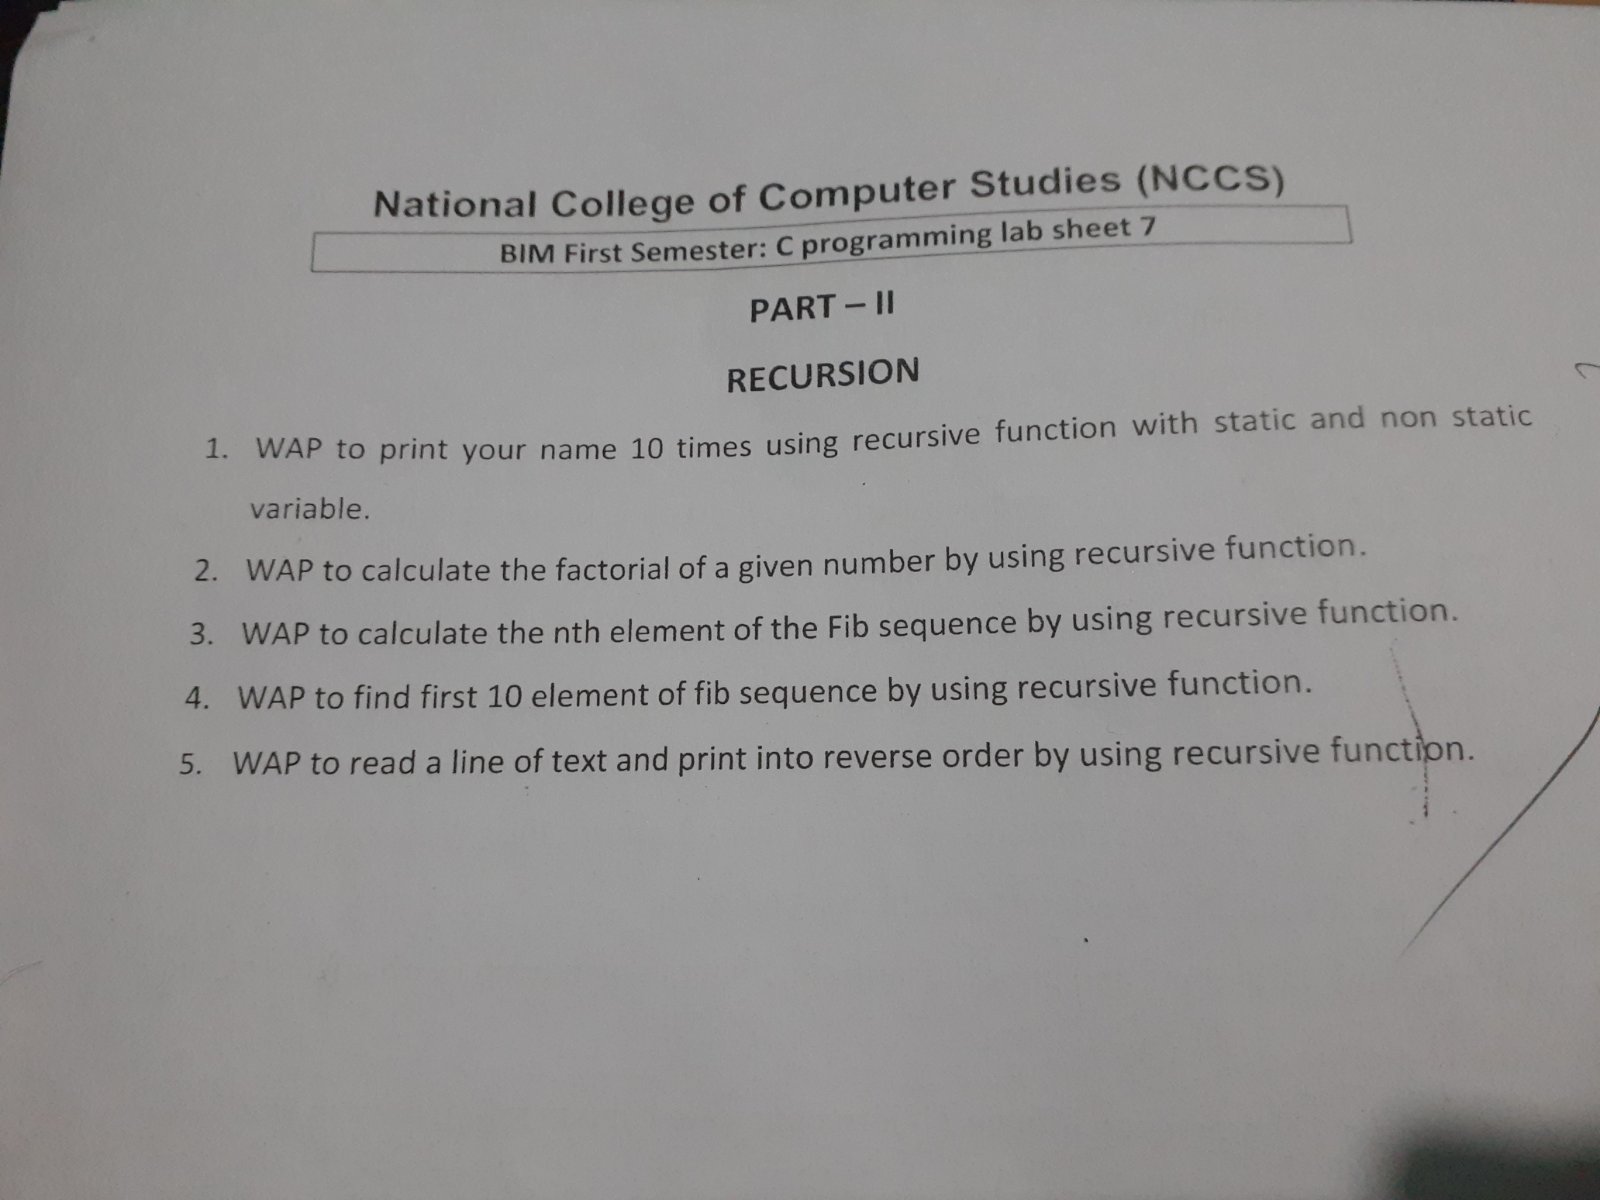 National College of Computer Studies (NCCS)
BIM First Semester: C programming lab sheet 7
PART – II
RECURSION
1. WAP to print your name 10 times using recursive function with static and non static
variable.
2. WAP to calculate the factorial of a given number by using recursive function.
3. WAP to calculate the nth element of the Fib sequence by using recursive function.
4. WAP to find first 10 element of fib sequence by using recursive function.
5. WAP to read a line of text and print into reverse order by using recursive function.